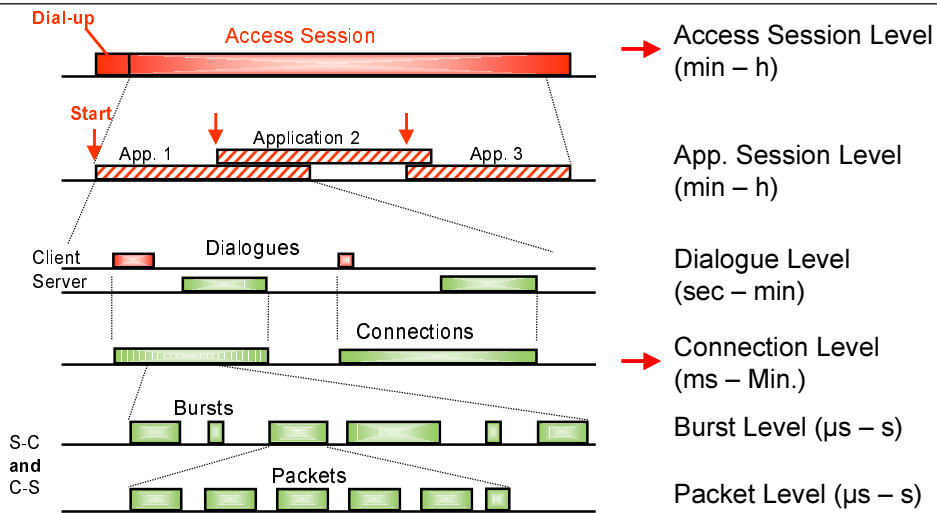 Dial-up
Access Session
Access Session Level
(min – h)
Start
Application 2
App. 1
App. 3
App. Session Level
(min – h)
Client
Dialogues
Server
Dialogue Level
(sec – min)
Connections
Connection Level
(ms – Min.)
Bursts
Burst Level (μs – s)
S-C
and
C-S
Packets
Packet Level (μs – s)